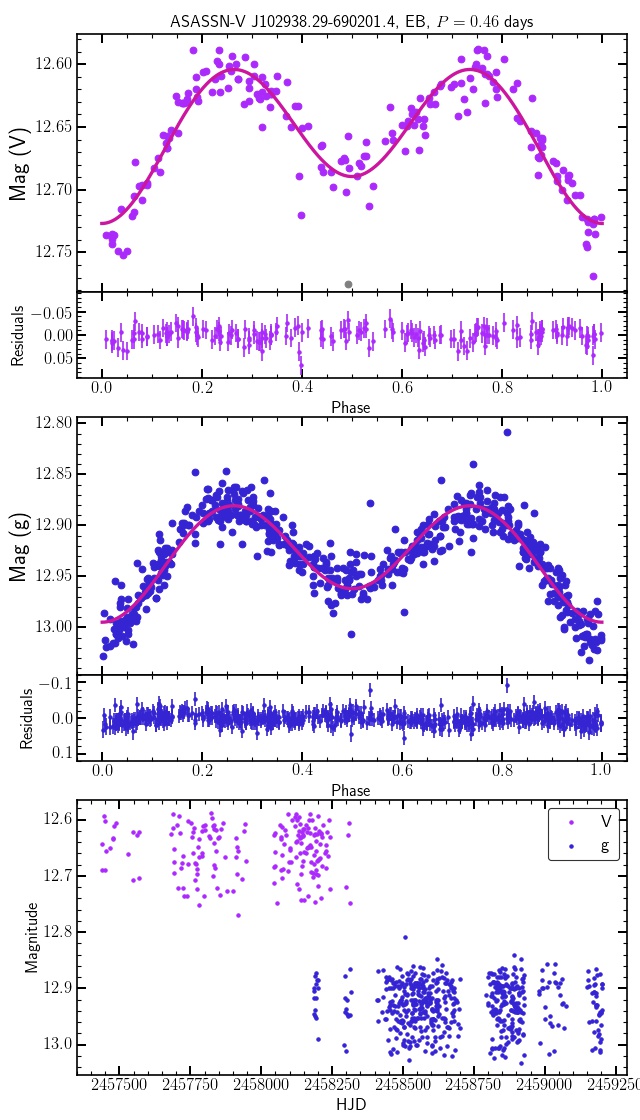 ASASSN-V J102938.29-690201.4, EB, P = 0.46 days
12.60
12.65
12.70
12.75
Mag (V)
−0.05
0.00
0.05
Residuals
0.0 0.2 0.4 0.6 0.8 1.0
Phase
12.80
12.85
12.90
12.95
13.00
Mag (g)
−0.1
0.0
0.1
Residuals
0.0 0.2 0.4 0.6 0.8 1.0
Phase
12.6
12.7
12.8
12.9
13.0
Magnitude
V
g
2457500 2457750 2458000 2458250 2458500 2458750 2459000 2459250
HJD